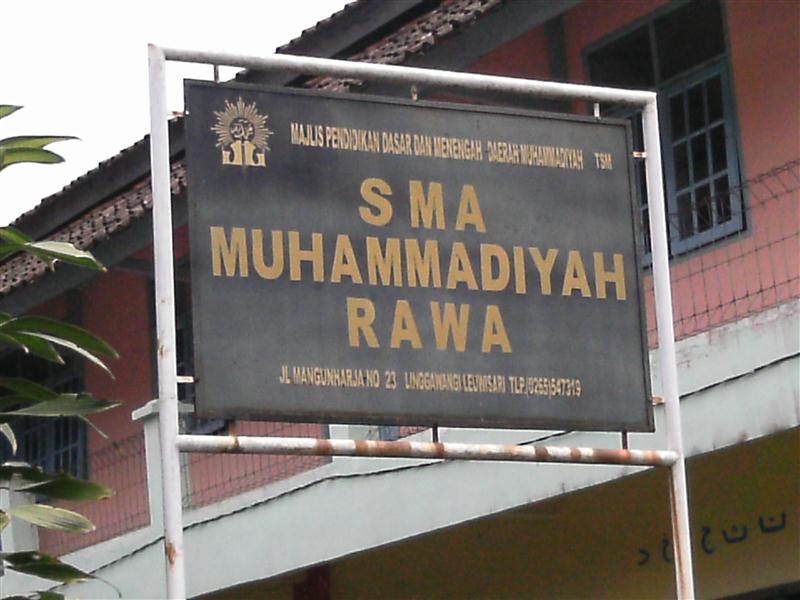 MAJLIS PENDIDIKAN DASAR DAN MENENGAH DAERAH MUHAMMADIYAH TSM
SMA
MUHAMMADIYAH
RAWA
JL MANGUNHARJA NO 23 LINGGAWANGI LEUWISARI TLP.(0265)547319